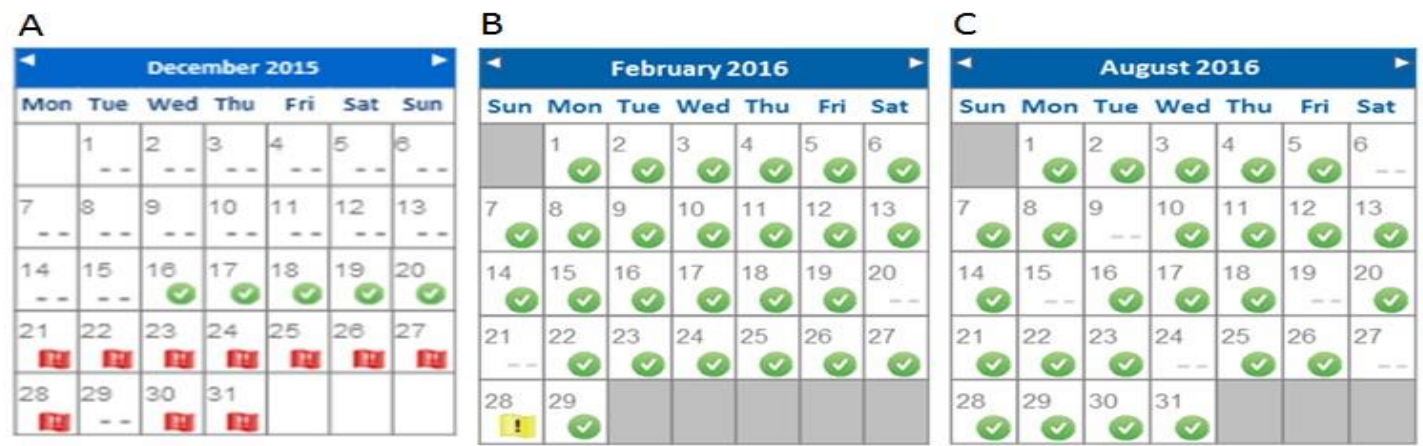 A
December 2015
Mon Tue Wed Thu Fri Sat Sun
1 2 3 4 5 6
-- -- -- -- -- --
7 8 9 10 11 12 13
-- -- -- -- -- -- --
14 15 16 17 18 19 20
-- --
21 22 23 24 25 26 27
28 29 30 31
--
B
February 2016
Sun Mon Tue Wed Thu Fri Sat
1 2 3 4 5 6
7 8 9 10 11 12 13
14 15 16 17 18 19 20
--
21 22 23 24 25 26 27
--
28 29
!
C
August 2016
Sun Mon Tue Wed Thu Fri Sat
1 2 3 4 5 6
--
7 8 9 10 11 12 13
--
14 15 16 17 18 19 20
-- --
21 22 23 24 25 26 27
-- --
28 29 30 31